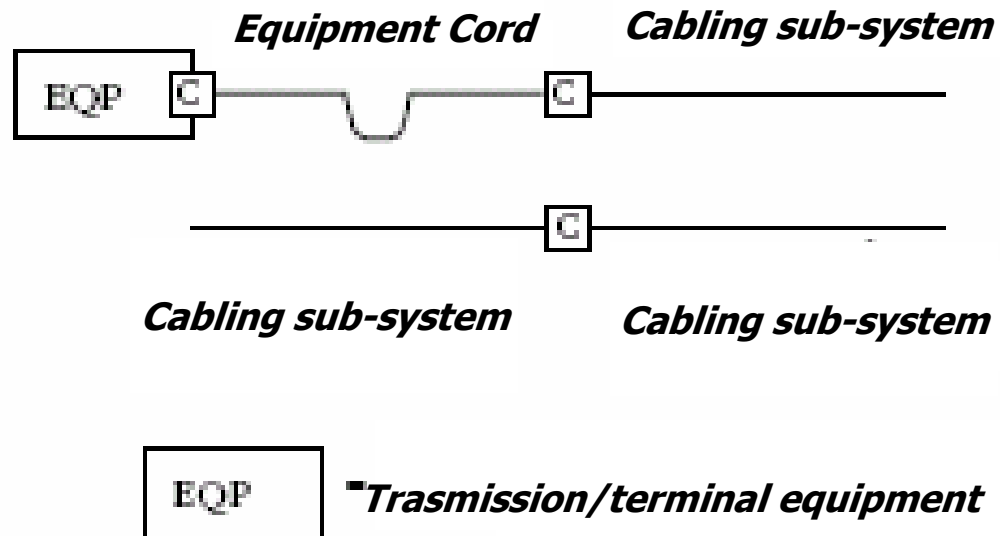 Equipment Cord Cabling sub-system
EQP C C
C
Cabling sub-system Cabling sub-system
EQP Trasmission/terminal equipment